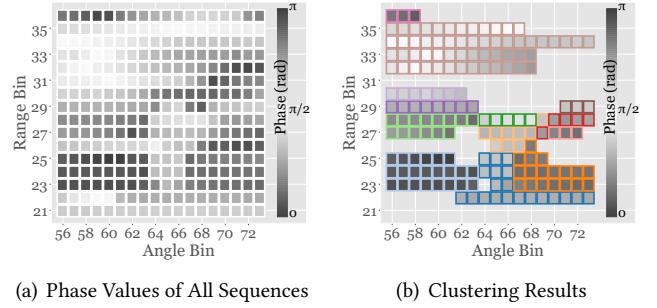 35
33
31
29
27
25
23
21
Range Bin
56 58 60 62 64 66 68 70 72
Angle Bin
π
π/2
0
Phase (rad)
35
33
31
29
27
25
23
21
Range Bin
56 58 60 62 64 66 68 70 72
Angle Bin
π
π/2
0
Phase (rad)
(a) Phase Values of All Sequences
(b) Clustering Results